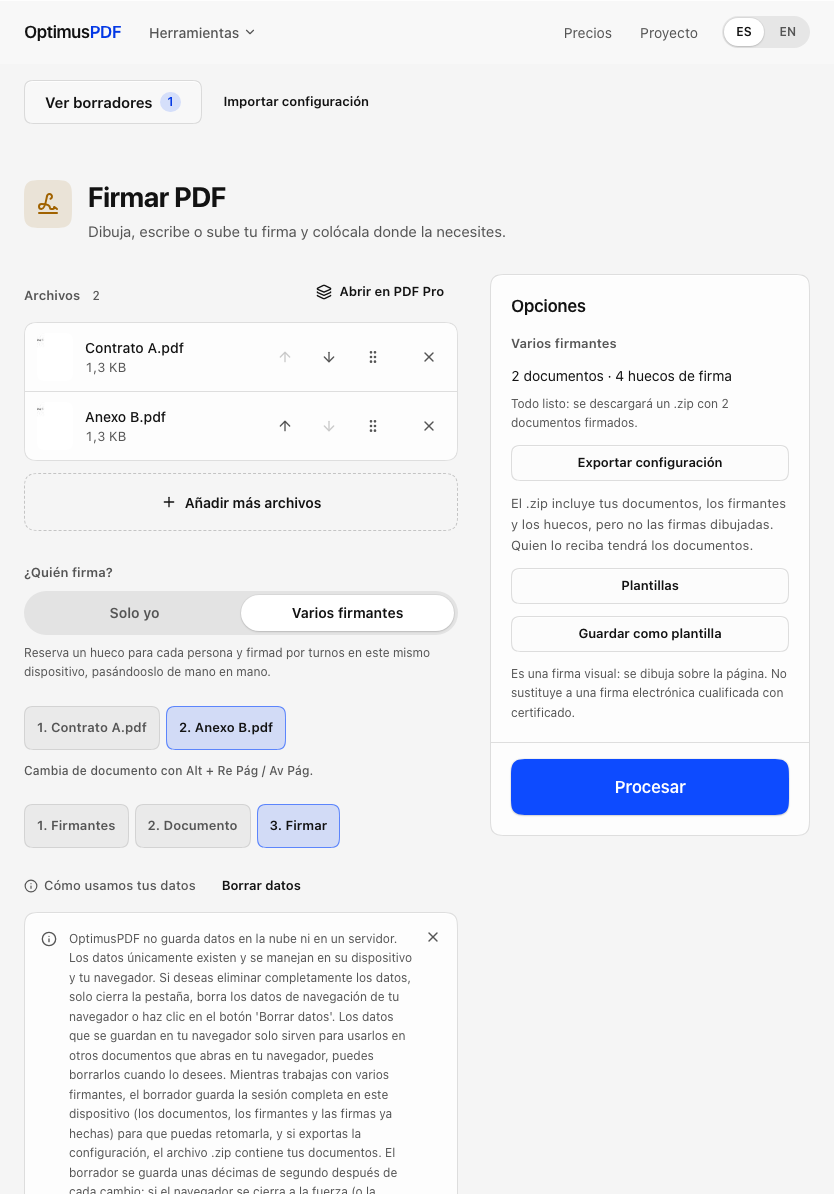 OptimusPDF
Herramientas
Precios
Proyecto
ES
EN
Ver borradores 1
Importar configuración
Firmar PDF
Dibuja, escribe o sube tu firma y colócala donde la necesites.
Archivos 2
Abrir en PDF Pro
Contrato A.pdf
1,3 KB
Anexo B.pdf
1,3 KB
+ Añadir más archivos
¿Quién firma?
Solo yo
Varios firmantes
Reserva un hueco para cada persona y firmad por turnos en este mismo
dispositivo, pasándooslo de mano en mano.
1. Contrato A.pdf
2. Anexo B.pdf
Cambia de documento con Alt + Re Pág / Av Pág.
1. Firmantes
2. Documento
3. Firmar
Cómo usamos tus datos
Borrar datos
OptimusPDF no guarda datos en la nube ni en un servidor.
Los datos únicamente existen y se manejan en su dispositivo
y tu navegador. Si deseas eliminar completamente los datos,
solo cierra la pestaña, borra los datos de navegación de tu
navegador o haz clic en el botón 'Borrar datos'. Los datos
que se guardan en tu navegador solo sirven para usarlos en
otros documentos que abras en tu navegador, puedes
borrarlos cuando lo desees. Mientras trabajas con varios
firmantes, el borrador guarda la sesión completa en este
dispositivo (los documentos, los firmantes y las firmas ya
hechas) para que puedas retomarla, y si exportas la
configuración, el archivo .zip contiene tus documentos. El
borrador se guarda unas décimas de segundo después de
cada cambio: si el navegador se cierra a la fuerza (o la
Opciones
Varios firmantes
2 documentos · 4 huecos de firma
Todo listo: se descargará un .zip con 2
documentos firmados.
Exportar configuración
El .zip incluye tus documentos, los firmantes
y los huecos, pero no las firmas dibujadas.
Quien lo reciba tendrá los documentos.
Plantillas
Guardar como plantilla
Es una firma visual: se dibuja sobre la página. No
sustituye a una firma electrónica cualificada con
certificado.
Procesar